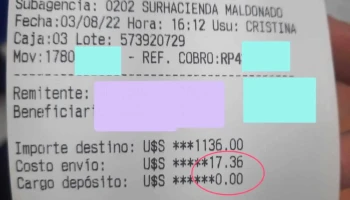 Subagencia: 0202 SURHACIENDA MALDONADO
Fecha:03/08/22 Hora: 16:12 Usu: CRISTINA
Caja:03 Lote: 573920729
Mov:1780 - REF. COBRO:RP4
Remitente:
Beneficiari
Importe destino: U$S ***1136.00
Costo envío: U$S *****17.36
Cargo depósito: U$S ******0.00